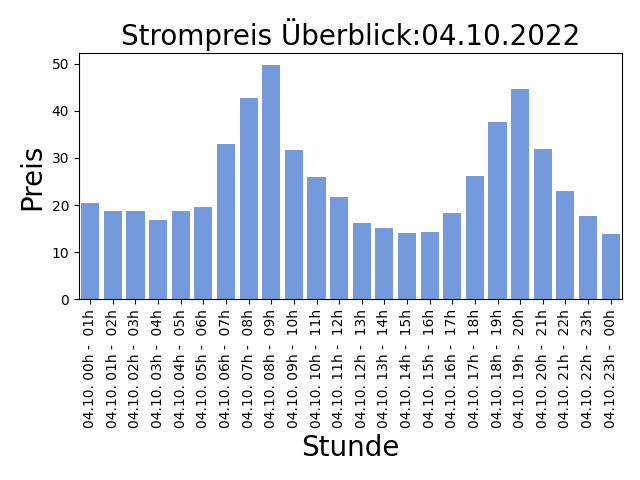 Strompreis Überblick:04.10.2022
Preis
50
40
30
20
10
0
04.10. 00h - 01h
04.10. 01h - 02h
04.10. 02h - 03h
04.10. 03h - 04h
04.10. 04h - 05h
04.10. 05h - 06h
04.10. 06h - 07h
04.10. 07h - 08h
04.10. 08h - 09h
04.10. 09h - 10h
04.10. 10h - 11h
04.10. 11h - 12h
04.10. 12h - 13h
04.10. 13h - 14h
04.10. 14h - 15h
04.10. 15h - 16h
04.10. 16h - 17h
04.10. 17h - 18h
04.10. 18h - 19h
04.10. 19h - 20h
04.10. 20h - 21h
04.10. 21h - 22h
04.10. 22h - 23h
04.10. 23h - 00h
Stunde